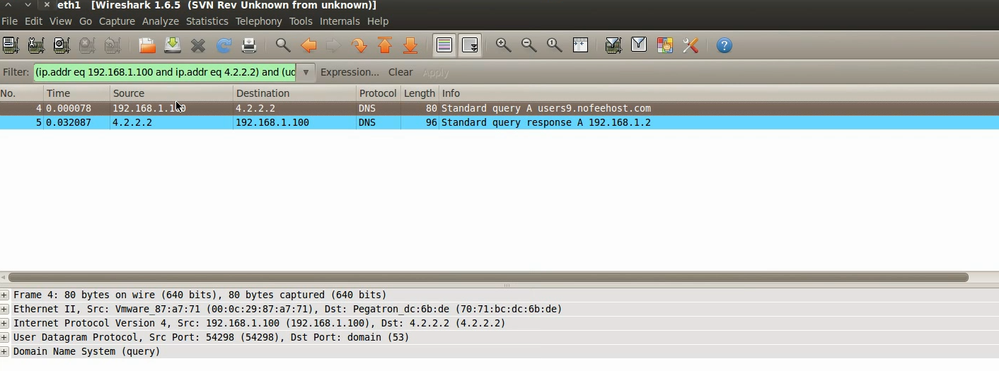 eth1 [Wireshark 1.6.5 (SVN Rev Unknown from unknown)]
File Edit View Go Capture Analyze Statistics Telephony Tools Internals Help
Filter: (ip.addr eq 192.168.1.100 and ip.addr eq 4.2.2.2) and (ud Expression... Clear Apply
No. Time Source Destination Protocol Length Info
4 0.000078 192.168.1.100 4.2.2.2 DNS 80 Standard query A users9.nofeehost.com
5 0.032087 4.2.2.2 192.168.1.100 DNS 96 Standard query response A 192.168.1.2
Frame 4: 80 bytes on wire (640 bits), 80 bytes captured (640 bits)
Ethernet II, Src: Vmware_87:a7:71 (00:0c:29:87:a7:71), Dst: Pegatron_dc:6b:de (70:71:bc:dc:6b:de)
Internet Protocol Version 4, Src: 192.168.1.100 (192.168.1.100), Dst: 4.2.2.2 (4.2.2.2)
User Datagram Protocol, Src Port: 54298 (54298), Dst Port: domain (53)
Domain Name System (query)